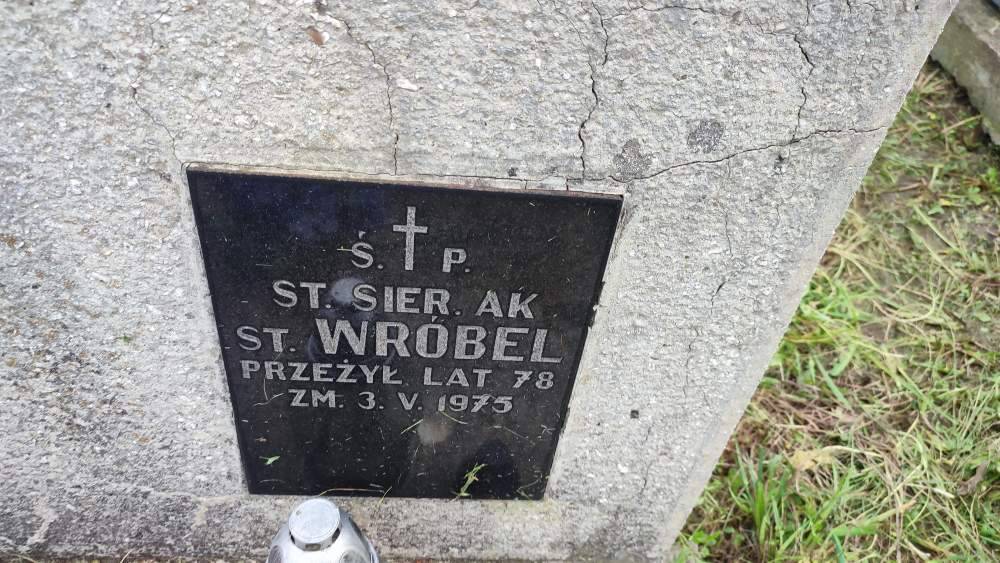 Ś. P.
ST. SIER. AK
ST. WRÓBEL
PRZEŻYŁ LAT 78
ZM. 3. V. 1975